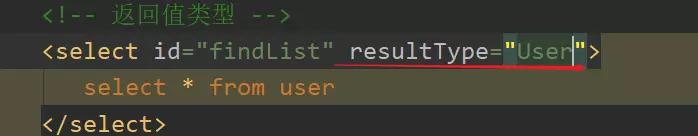 <!-- 返回值类型 -->
<select id="findList" resultType="User">
select * from user
</select>